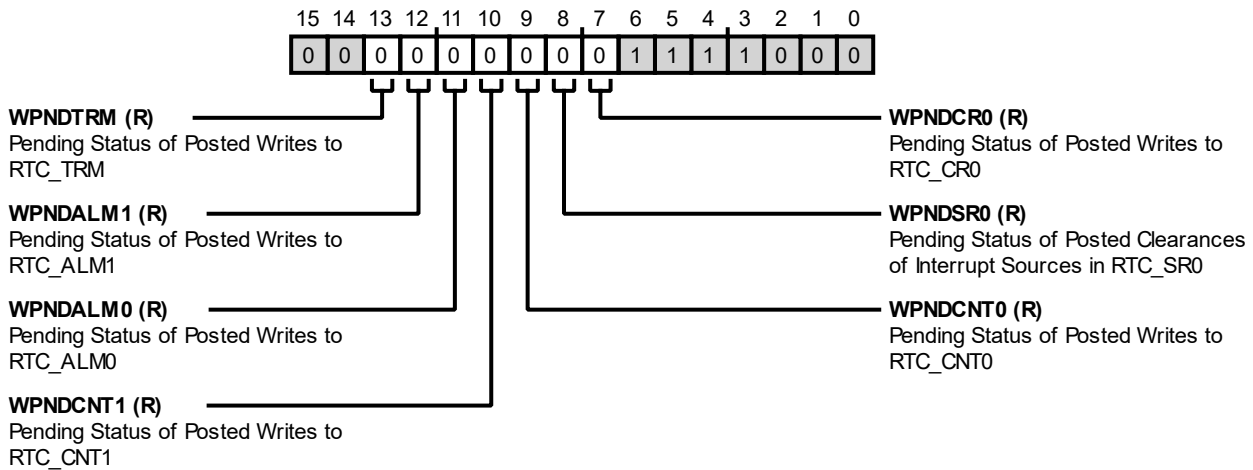 15 14 13 12 11 10 9 8 7 6 5 4 3 2 1 0
0 0 0 0 0 0 0 0 0 1 1 1 1 0 0 0
WPNDTRM (R)
Pending Status of Posted Writes to
RTC_TRM
WPNDALM1 (R)
Pending Status of Posted Writes to
RTC_ALM1
WPNDALM0 (R)
Pending Status of Posted Writes to
RTC_ALM0
WPNDCNT1 (R)
Pending Status of Posted Writes to
RTC_CNT1
WPNDCR0 (R)
Pending Status of Posted Writes to
RTC_CR0
WPNDSR0 (R)
Pending Status of Posted Clearances
of Interrupt Sources in RTC_SR0
WPNDCNT0 (R)
Pending Status of Posted Writes to
RTC_CNT0